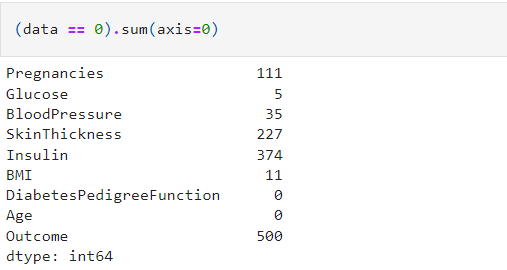 (data == 0).sum(axis=0)
Pregnancies 111
Glucose 5
BloodPressure 35
SkinThickness 227
Insulin 374
BMI 11
DiabetesPedigreeFunction 0
Age 0
Outcome 500
dtype: int64